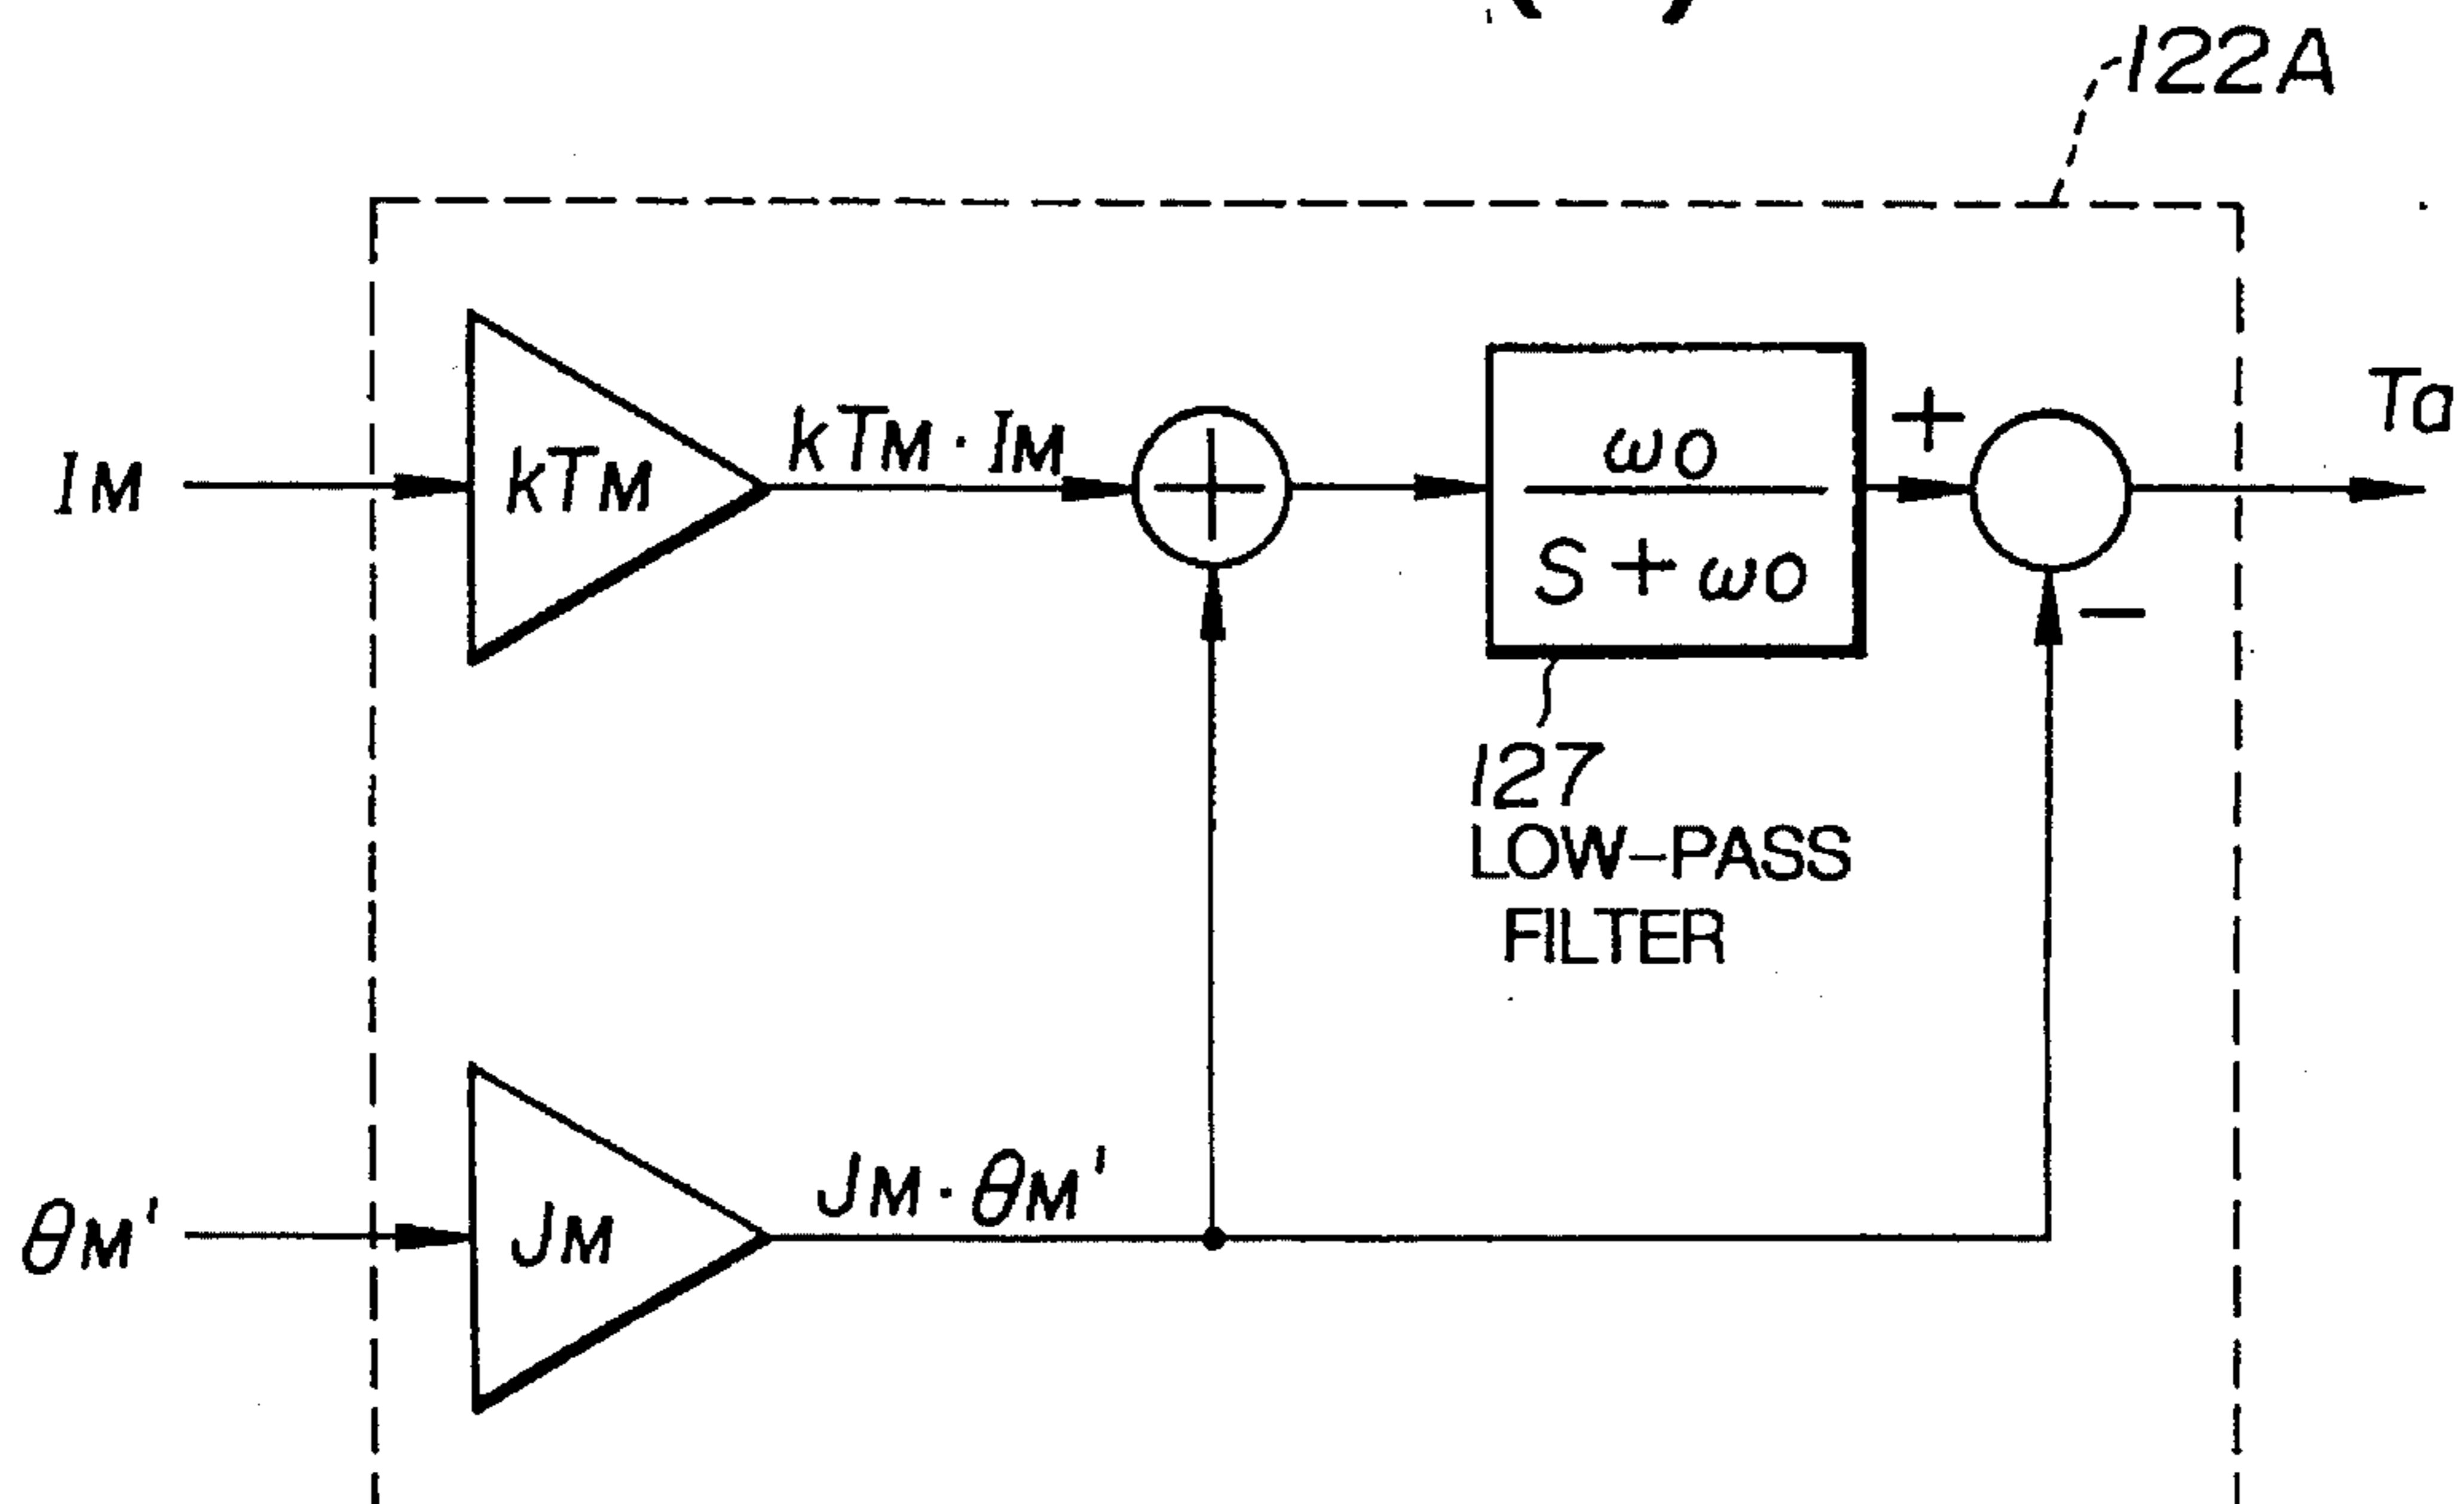 122A
IM
kTM
kTM·IM
+
ωo
S+ωo
+
−
Ta
127
LOW-PASS
FILTER
θM'
JM
JM·θM'